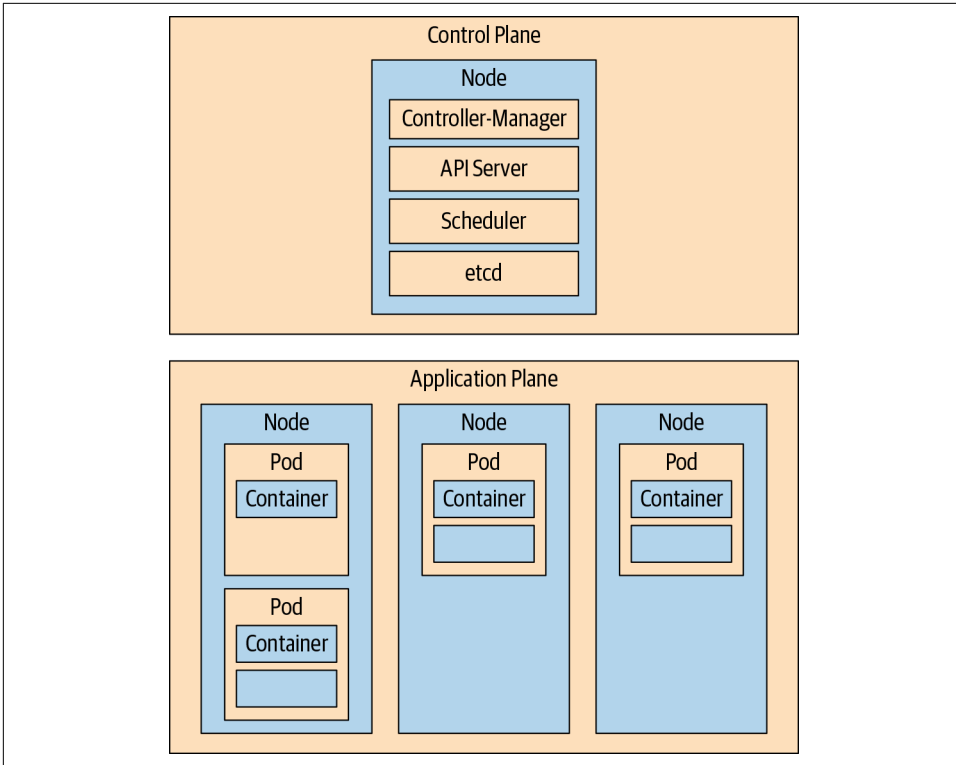 Control Plane
Node
Controller-Manager
API Server
Scheduler
etcd
Application Plane
Node
Pod
Container
Pod
Container
Node
Pod
Container
Node
Pod
Container